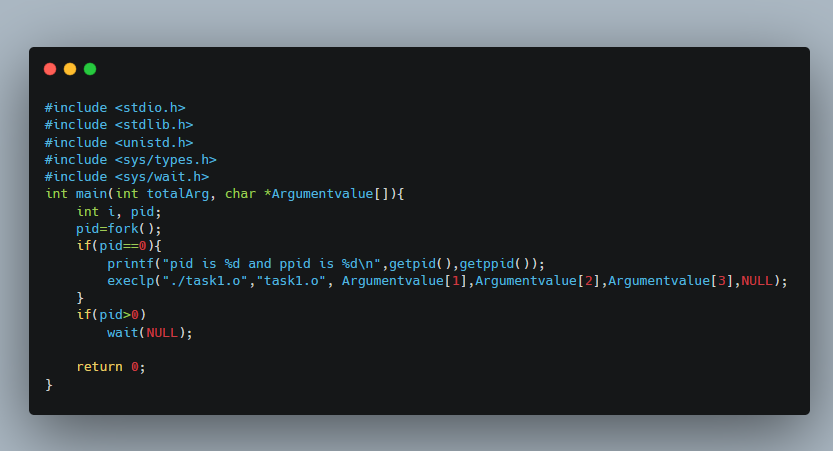 #include <stdio.h>
#include <stdlib.h>
#include <unistd.h>
#include <sys/types.h>
#include <sys/wait.h>
int main(int totalArg, char *Argumentvalue[]){
    int i, pid;
    pid=fork();
    if(pid==0){
        printf("pid is %d and ppid is %d\n",getpid(),getppid());
        execlp("./task1.o","task1.o", Argumentvalue[1],Argumentvalue[2],Argumentvalue[3],NULL);
    }
    if(pid>0)
        wait(NULL);

    return 0;
}